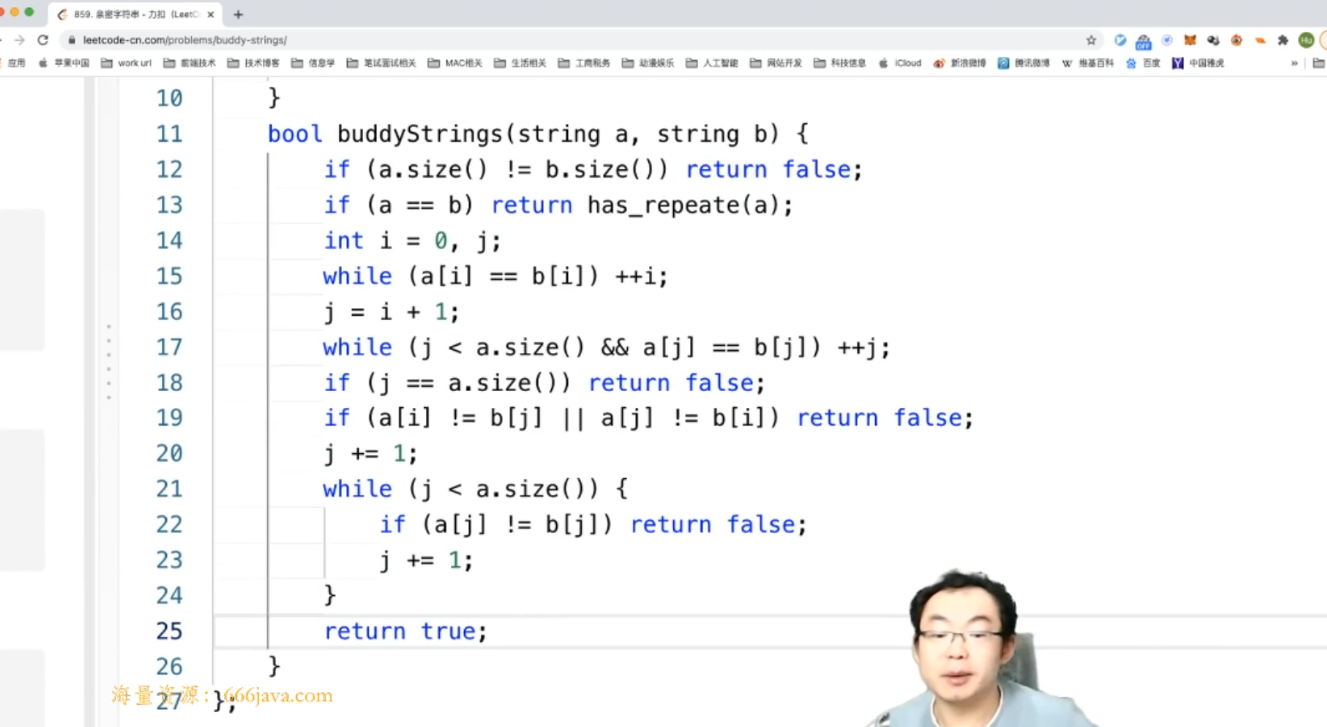 859. 亲密字符串 - 力扣（LeetC
leetcode-cn.com/problems/buddy-strings/
OFF
Hu
应用 苹果中国 work url 前端技术 技术博客 信息学 笔试面试相关 MAC相关 生活相关 工商税务 动漫娱乐 人工智能 网站开发 科技信息 iCloud 新浪微博 腾讯微博 W 维基百科 百度 Y 中国雅虎 »
10 }
11 bool buddyStrings(string a, string b) {
12 if (a.size() != b.size()) return false;
13 if (a == b) return has_repeate(a);
14 int i = 0, j;
15 while (a[i] == b[i]) ++i;
16 j = i + 1;
17 while (j < a.size() && a[j] == b[j]) ++j;
18 if (j == a.size()) return false;
19 if (a[i] != b[j] || a[j] != b[i]) return false;
20 j += 1;
21 while (j < a.size()) {
22 if (a[j] != b[j]) return false;
23 j += 1;
24 }
25 return true;
26 }
27 };
海量资源：666java.com